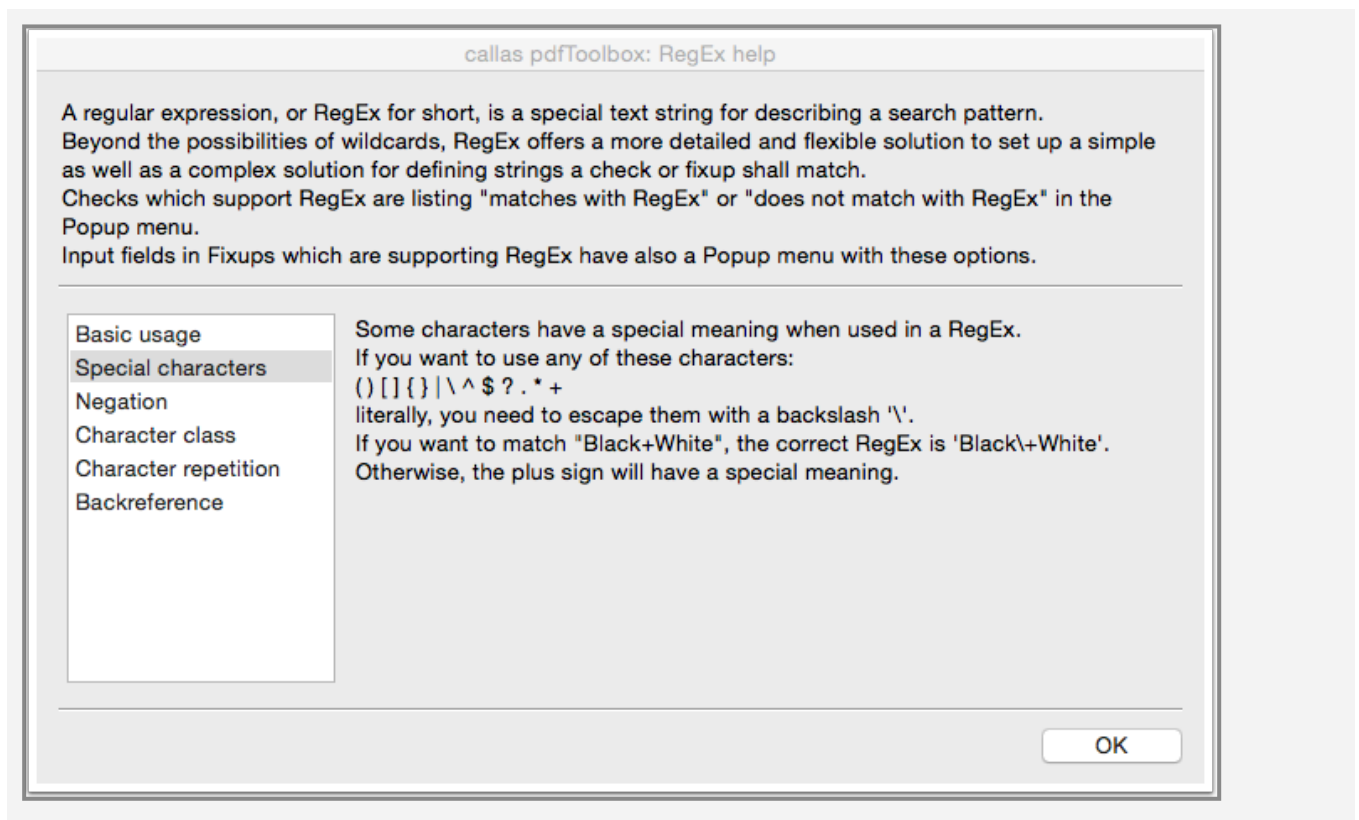 callas pdfToolbox: RegEx help
A regular expression, or RegEx for short, is a special text string for describing a search pattern.
Beyond the possibilities of wildcards, RegEx offers a more detailed and flexible solution to set up a simple
as well as a complex solution for defining strings a check or fixup shall match.
Checks which support RegEx are listing "matches with RegEx" or "does not match with RegEx" in the
Popup menu.
Input fields in Fixups which are supporting RegEx have also a Popup menu with these options.
Basic usage
Special characters
Negation
Character class
Character repetition
Backreference
Some characters have a special meaning when used in a RegEx.
If you want to use any of these characters:
( ) [ ] { } | \ ^ $ ? . * +
literally, you need to escape them with a backslash '\'.
If you want to match "Black+White", the correct RegEx is 'Black\+White'.
Otherwise, the plus sign will have a special meaning.
OK